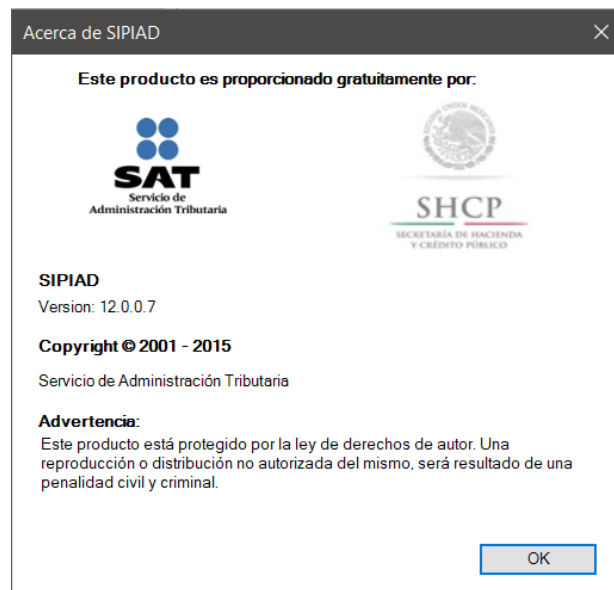 Acerca de SIPIAD
Este producto es proporcionado gratuitamente por:
SAT
Servicio de
Administración Tributaria
ESTADOS UNIDOS MEXICANOS
SHCP
SECRETARÍA DE HACIENDA
Y CRÉDITO PÚBLICO
SIPIAD
Version: 12.0.0.7
Copyright © 2001 - 2015
Servicio de Administración Tributaria
Advertencia:
Este producto está protegido por la ley de derechos de autor. Una
reproducción o distribución no autorizada del mismo, será resultado de una
penalidad civil y criminal.
OK